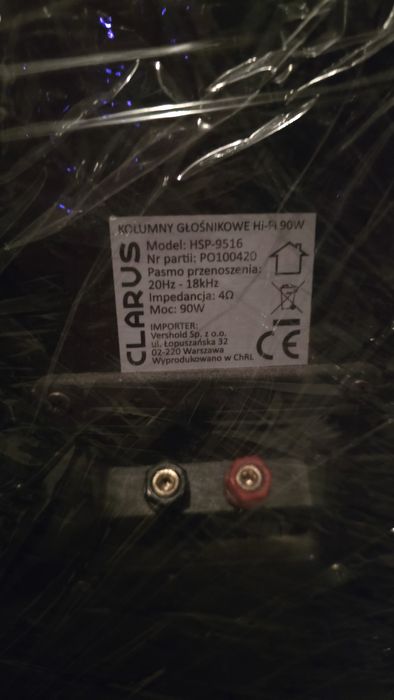 KOLUMNY GŁOŚNIKOWE Hi-Fi 90W
CLARUS
Model: HSP-9516
Nr partii: PO100420
Pasmo przenoszenia:
20Hz - 18kHz
Impedancja: 4Ω
Moc: 90W
IMPORTER:
Vershold Sp. z o.o.
ul. Łopuszańska 32
02-220 Warszawa
Wyprodukowano w ChRL
CE